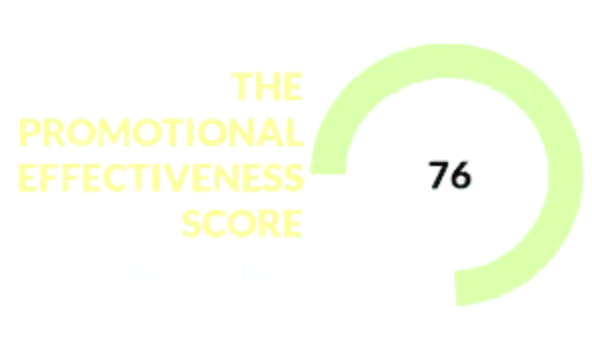 THE
PROMOTIONAL
EFFECTIVENESS
SCORE
76